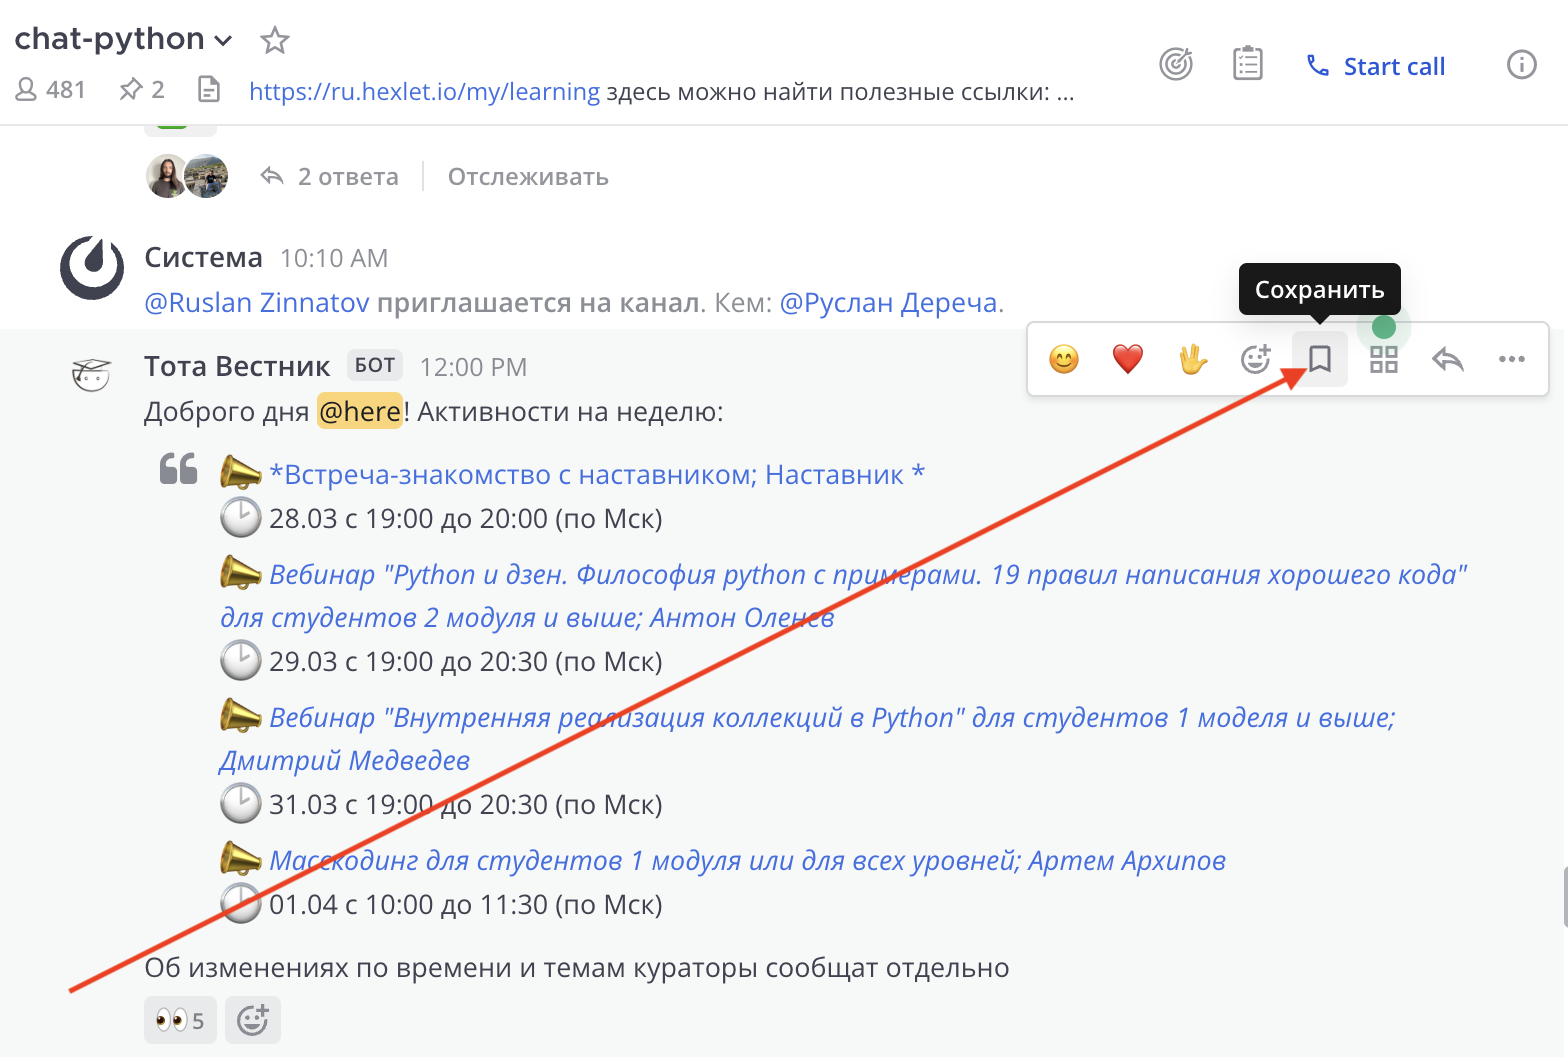 chat-python
481 2 https://ru.hexlet.io/my/learning здесь можно найти полезные ссылки: ...
Start call
2 ответа Отслеживать
Система 10:10 AM
@Ruslan Zinnatov приглашается на канал. Кем: @Руслан Дереча.
Сохранить
Тота Вестник БОТ 12:00 PM
Доброго дня @here! Активности на неделю:
*Встреча-знакомство с наставником; Наставник *
28.03 с 19:00 до 20:00 (по Мск)
Вебинар "Python и дзен. Философия python с примерами. 19 правил написания хорошего кода"
для студентов 2 модуля и выше; Антон Оленев
29.03 с 19:00 до 20:30 (по Мск)
Вебинар "Внутренняя реализация коллекций в Python" для студентов 1 моделя и выше;
Дмитрий Медведев
31.03 с 19:00 до 20:30 (по Мск)
Масскодинг для студентов 1 модуля или для всех уровней; Артем Архипов
01.04 с 10:00 до 11:30 (по Мск)
Об изменениях по времени и темам кураторы сообщат отдельно
5